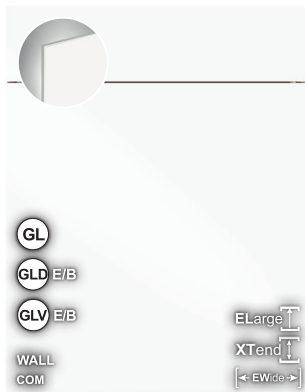 GL
GLD E/B
GLV E/B
ELarge
XTend
WALL
COM
EWide